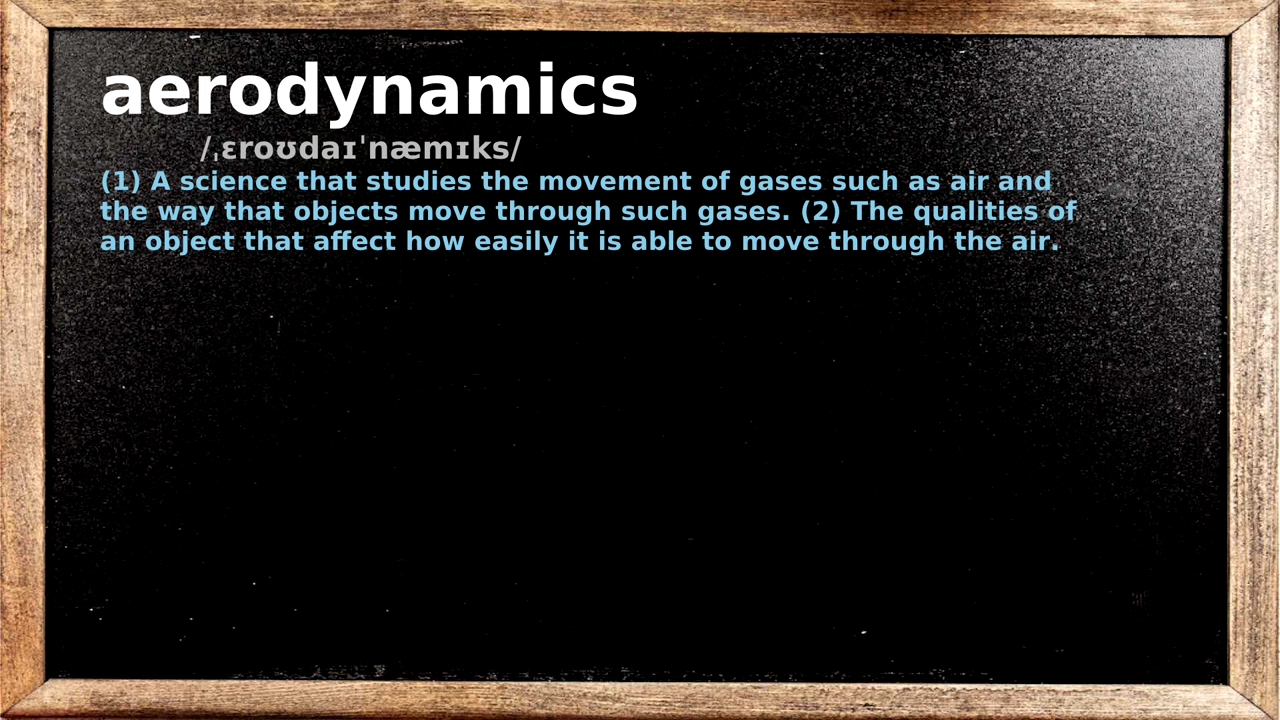 aerodynamics
/ˌɛroʊdaɪˈnæmɪks/
(1) A science that studies the movement of gases such as air and
the way that objects move through such gases. (2) The qualities of
an object that affect how easily it is able to move through the air.